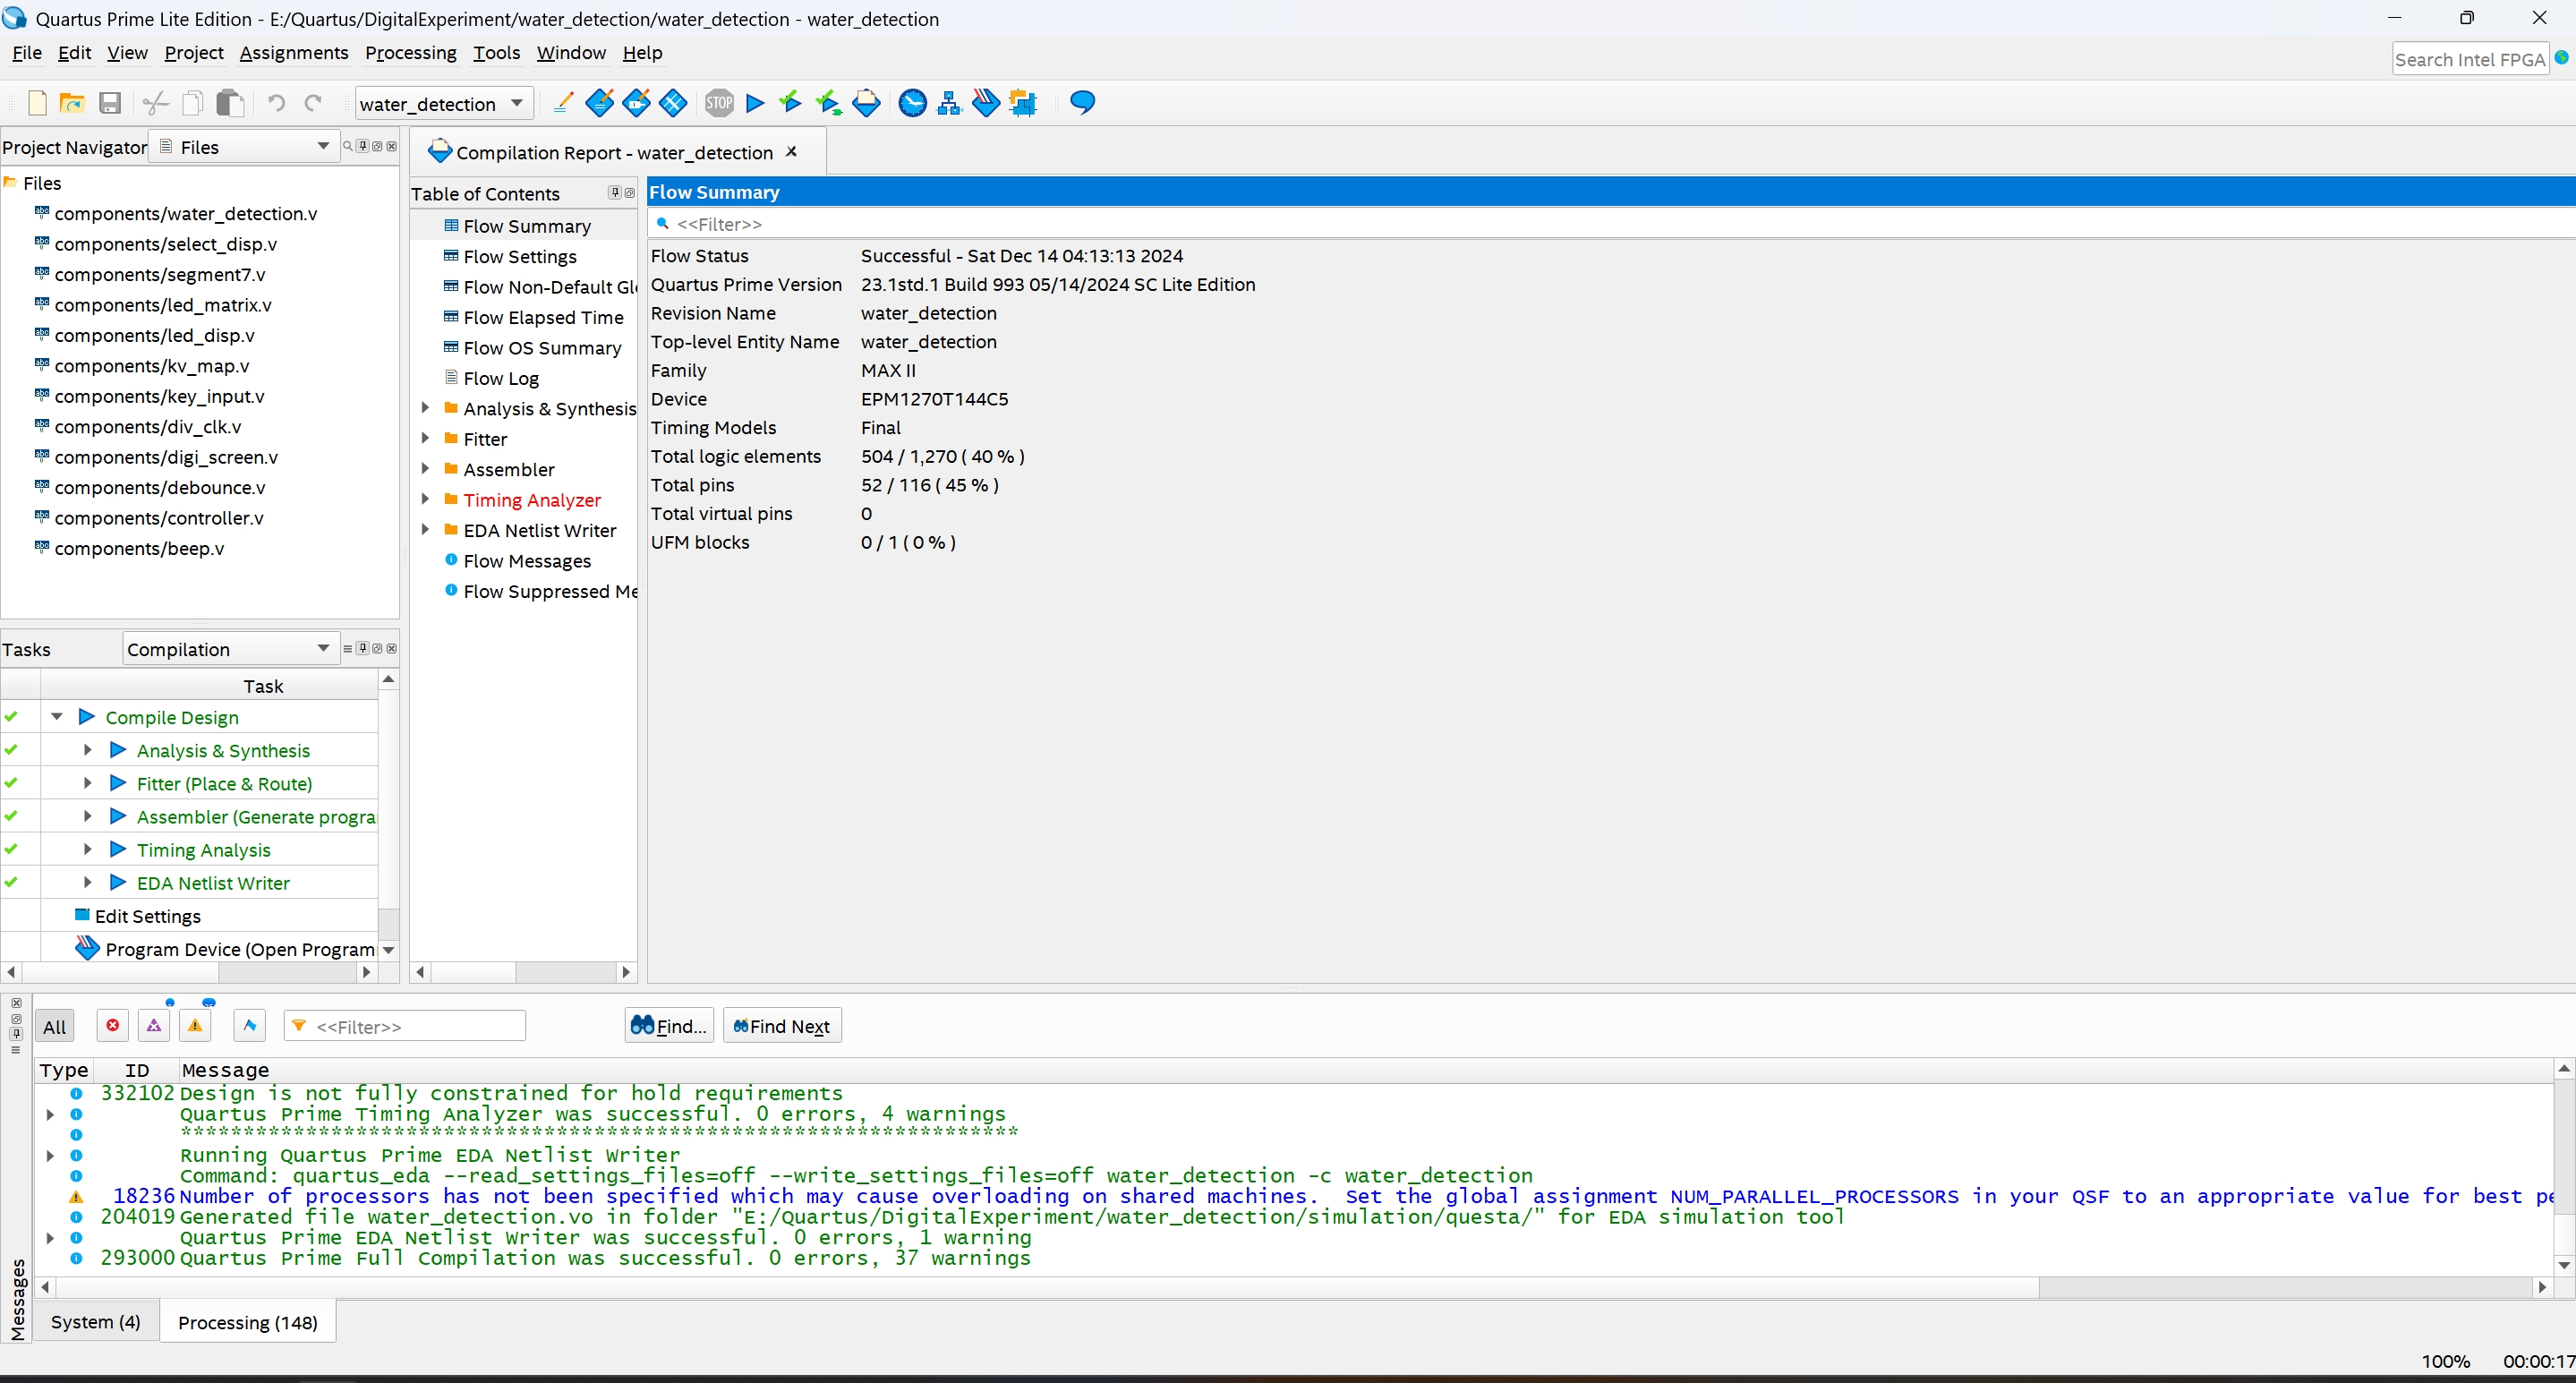 Quartus Prime Lite Edition - E:/Quartus/DigitalExperiment/water_detection/water_detection - water_detection
File Edit View Project Assignments Processing Tools Window Help
Search Intel FPGA
water_detection
STOP
Project Navigator Files
Files
components/water_detection.v
components/select_disp.v
components/segment7.v
components/led_matrix.v
components/led_disp.v
components/kv_map.v
components/key_input.v
components/div_clk.v
components/digi_screen.v
components/debounce.v
components/controller.v
components/beep.v
Tasks Compilation
Task
Compile Design
Analysis & Synthesis
Fitter (Place & Route)
Assembler (Generate progra
Timing Analysis
EDA Netlist Writer
Edit Settings
Program Device (Open Program
Compilation Report - water_detection
Table of Contents
Flow Summary
Flow Settings
Flow Non-Default Gl
Flow Elapsed Time
Flow OS Summary
Flow Log
Analysis & Synthesis
Fitter
Assembler
Timing Analyzer
EDA Netlist Writer
Flow Messages
Flow Suppressed Me
Flow Summary
<<Filter>>
Flow Status Successful - Sat Dec 14 04:13:13 2024
Quartus Prime Version 23.1std.1 Build 993 05/14/2024 SC Lite Edition
Revision Name water_detection
Top-level Entity Name water_detection
Family MAX II
Device EPM1270T144C5
Timing Models Final
Total logic elements 504 / 1,270 ( 40 % )
Total pins 52 / 116 ( 45 % )
Total virtual pins 0
UFM blocks 0 / 1 ( 0 % )
All <<Filter>> Find... Find Next
Type ID Message
332102 Design is not fully constrained for hold requirements
Quartus Prime Timing Analyzer was successful. 0 errors, 4 warnings
*******************************************************************
Running Quartus Prime EDA Netlist Writer
Command: quartus_eda --read_settings_files=off --write_settings_files=off water_detection -c water_detection
18236 Number of processors has not been specified which may cause overloading on shared machines.  Set the global assignment NUM_PARALLEL_PROCESSORS in your QSF to an appropriate value for best pe
204019 Generated file water_detection.vo in folder "E:/Quartus/DigitalExperiment/water_detection/simulation/questa/" for EDA simulation tool
Quartus Prime EDA Netlist Writer was successful. 0 errors, 1 warning
293000 Quartus Prime Full Compilation was successful. 0 errors, 37 warnings
Messages
System (4) Processing (148)
100% 00:00:17